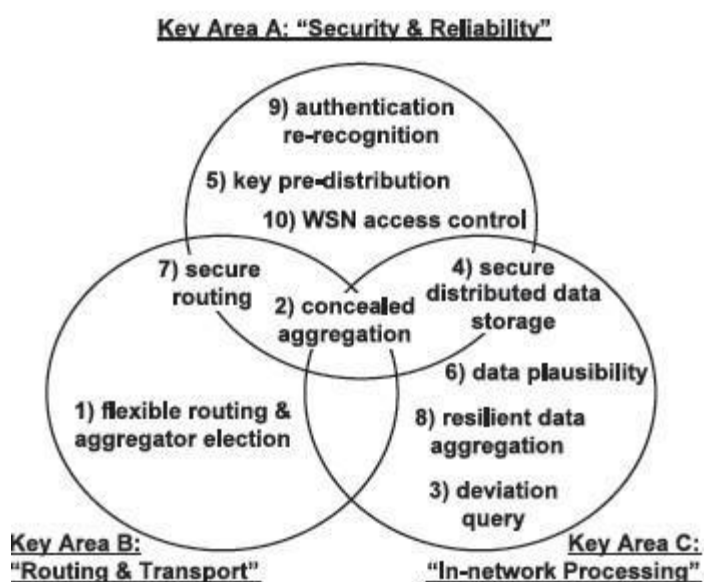 Key Area A: “Security & Reliability”
9) authentication
re-recognition
5) key pre-distribution
10) WSN access control
7) secure
routing
2) concealed
aggregation
4) secure
distributed data
storage
1) flexible routing &
aggregator election
6) data plausibility
8) resilient data
aggregation
3) deviation
query
Key Area B:
“Routing & Transport”
Key Area C:
“In-network Processing”